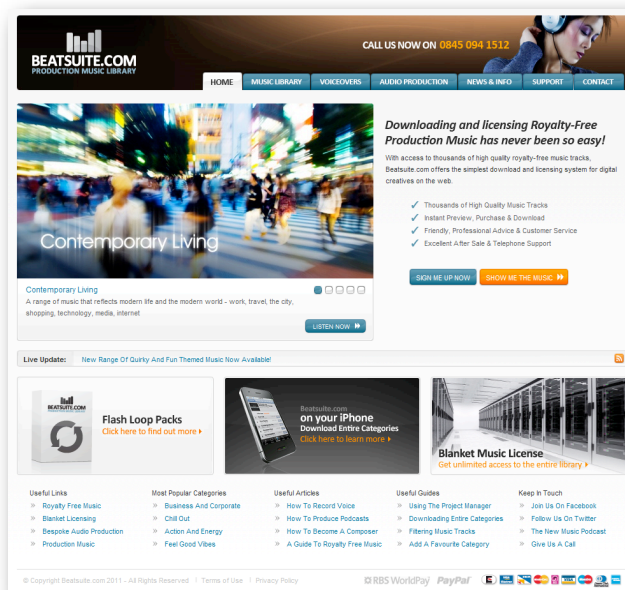 BEATSUITE.COM
PRODUCTION MUSIC LIBRARY
CALL US NOW ON 0845 094 1512
HOME MUSIC LIBRARY VOICEOVERS AUDIO PRODUCTION NEWS & INFO SUPPORT CONTACT
Contemporary Living
Contemporary Living
A range of music that reflects modern life and the modern world - work, travel, the city,
shopping, technology, media, internet
LISTEN NOW
Downloading and licensing Royalty-Free
Production Music has never been so easy!
With access to thousands of high quality royalty-free music tracks,
Beatsuite.com offers the simplest download and licensing system for digital
creatives on the web.
Thousands of High Quality Music Tracks
Instant Preview, Purchase & Download
Friendly, Professional Advice & Customer Service
Excellent After Sale & Telephone Support
SIGN ME UP NOW SHOW ME THE MUSIC
Live Update: New Range Of Quirky And Fun Themed Music Now Available!
BEATSUITE.COM
Flash Loop Packs
Click here to find out more
Beatsuite.com
on your iPhone
Download Entire Categories
Click here to learn more
Blanket Music License
Get unlimited access to the entire library
Useful Links
Royalty Free Music
Blanket Licensing
Bespoke Audio Production
Production Music
Most Popular Categories
Business And Corporate
Chill Out
Action And Energy
Feel Good Vibes
Useful Articles
How To Record Voice
How To Produce Podcasts
How To Become A Composer
A Guide To Royalty Free Music
Useful Guides
Using The Project Manager
Downloading Entire Categories
Filtering Music Tracks
Add A Favourite Category
Keep In Touch
Join Us On Facebook
Follow Us On Twitter
The New Music Podcast
Give Us A Call
© Copyright Beatsuite.com 2011 - All Rights Reserved | Terms of Use | Privacy Policy
RBS WorldPay PayPal